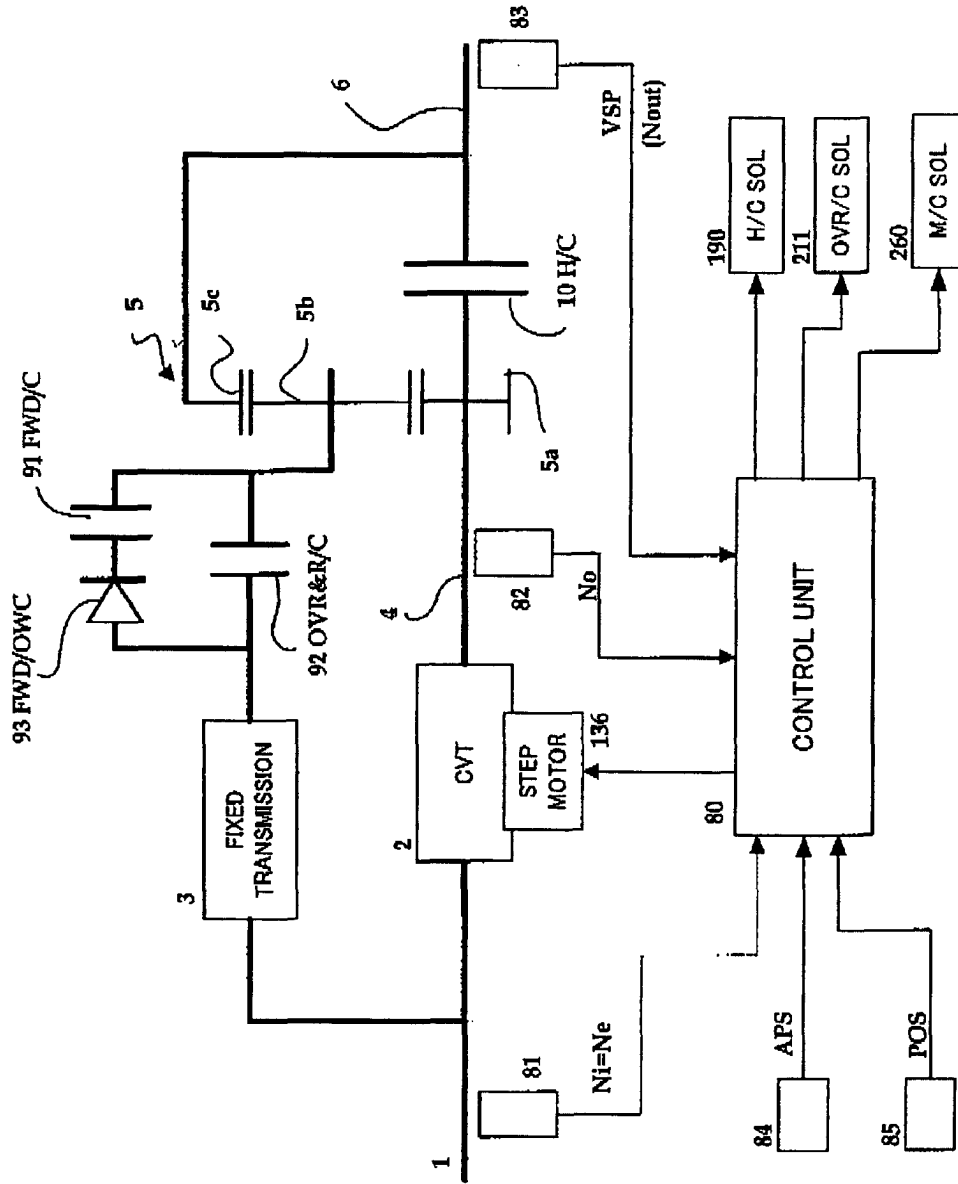 93 FWD/OWC
91 FWD/C
92 OVR&R/C
5
5c
5b
5a
6
10 H/C
3
FIXED
TRANSMISSION
4
1
2
CVT
STEP
MOTOR
136
81
82
83
Ni=Ne
No
VSP
(Nout)
80
CONTROL UNIT
84
APS
85
POS
190
H/C SOL
211
OVR/C SOL
260
M/C SOL